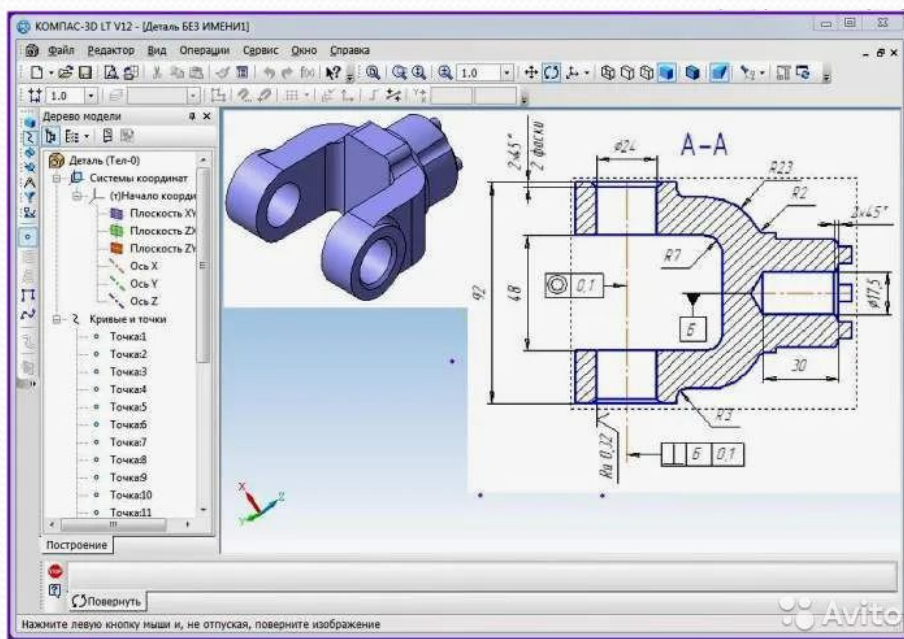 КОМПАС-3D LT V12 - [Деталь БЕЗ ИМЕНИ1]
Файл Редактор Вид Операции Сервис Окно Справка
1.0
1.0
Дерево модели
Деталь (Тел-0)
Системы координат
(т)Начало коорди
Плоскость XY
Плоскость ZX
Плоскость ZY
Ось X
Ось Y
Ось Z
Кривые и точки
Точка:1
Точка:2
Точка:3
Точка:4
Точка:5
Точка:6
Точка:7
Точка:8
Точка:9
Точка:10
Точка:11
Построение
2x45°
2 фаски
ø24
А-А
R23
R2
2x45°
R7
92
48
0,1
Б
ø17,5
30
R3
Ra 0,32
Б 0,1
X
Z
Y
STOP
Повернуть
Нажмите левую кнопку мыши и, не отпуская, поверните изображение
Avito